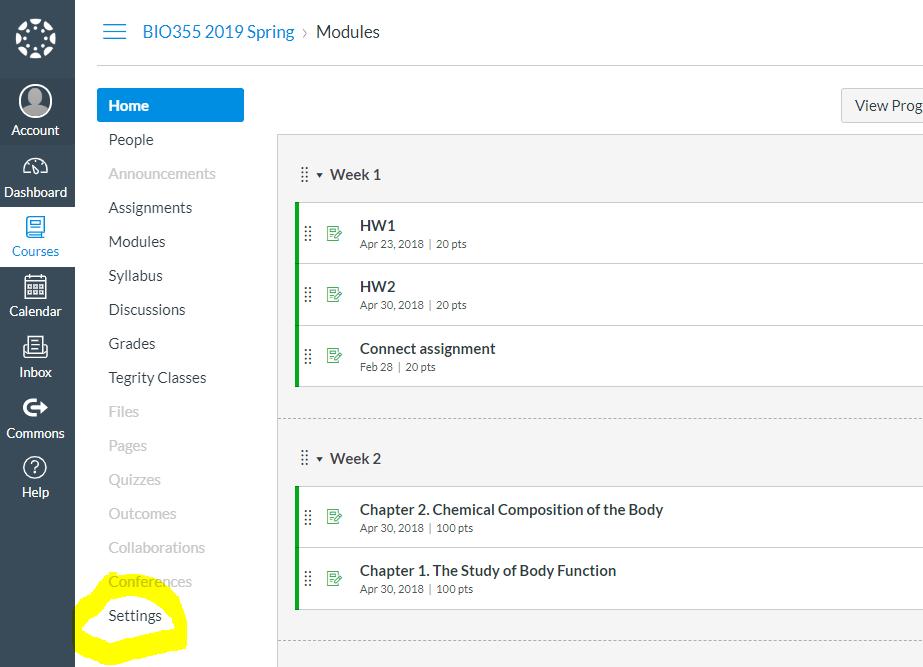 BIO355 2019 Spring › Modules
Account
Dashboard
Courses
Calendar
Inbox
Commons
Help
Home
People
Announcements
Assignments
Modules
Syllabus
Discussions
Grades
Tegrity Classes
Files
Pages
Quizzes
Outcomes
Collaborations
Conferences
Settings
View Prog
Week 1
HW1
Apr 23, 2018 | 20 pts
HW2
Apr 30, 2018 | 20 pts
Connect assignment
Feb 28 | 20 pts
Week 2
Chapter 2. Chemical Composition of the Body
Apr 30, 2018 | 100 pts
Chapter 1. The Study of Body Function
Apr 30, 2018 | 100 pts